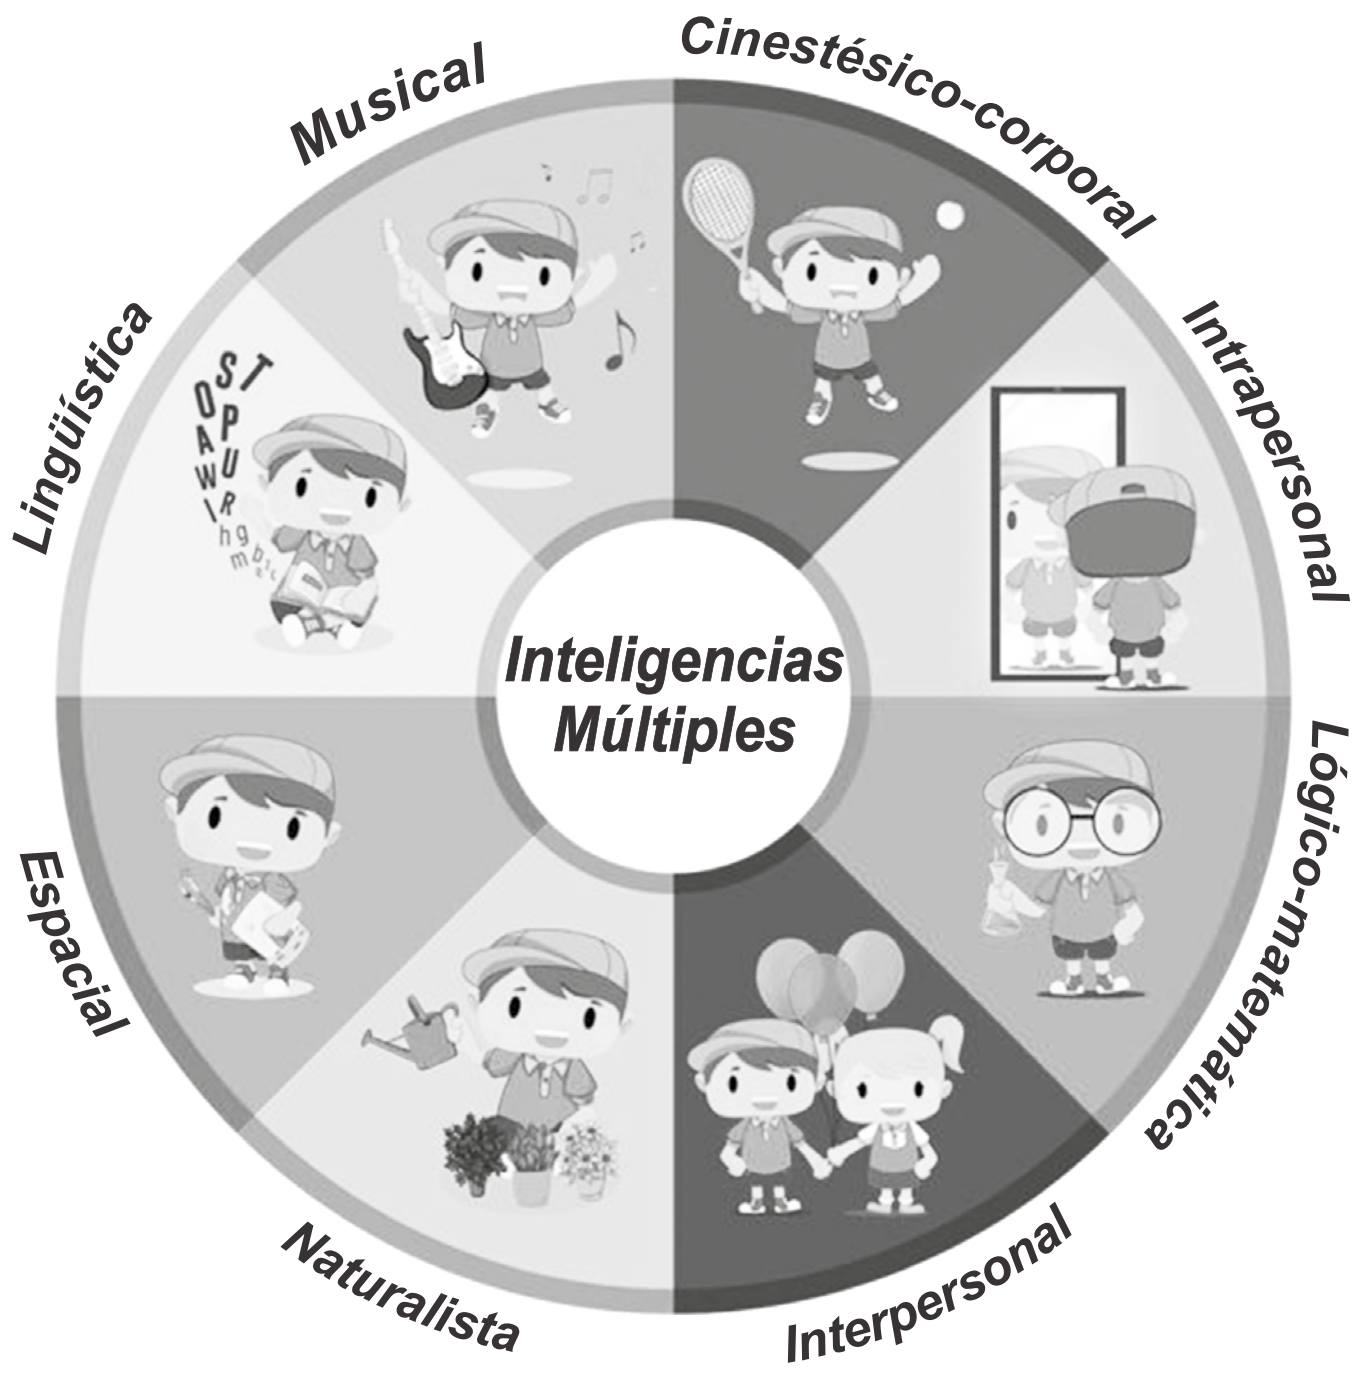 Musical
Cinestésico-corporal
Lingüística
Intrapersonal
S T
O P
A U
W R
I h g
m b t c
Inteligencias
Múltiples
Espacial
Lógico-matemática
Naturalista
Interpersonal